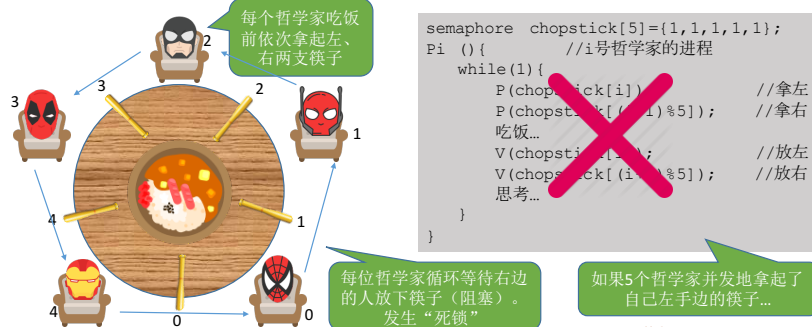 每个哲学家吃饭
前依次拿起左、
右两支筷子
2
3
3
2
1
4
1
4
0
0
每位哲学家循环等待右边
的人放下筷子（阻塞）。
发生“死锁”
semaphore chopstick[5]={1,1,1,1,1};
Pi (){ //i号哲学家的进程
while(1){
P(chopstick[i]) //拿左
P( %5]); //拿右
吃饭…
//放左
V( %5]); //放右
思考…
}
}
如果5个哲学家并发地拿起了
自己左手边的筷子…